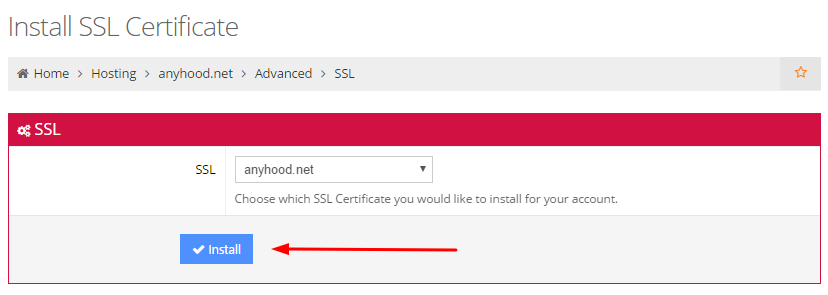 Install SSL Certificate
Home > Hosting > anyhood.net > Advanced > SSL
SSL
SSL anyhood.net
Choose which SSL Certificate you would like to install for your account.
Install